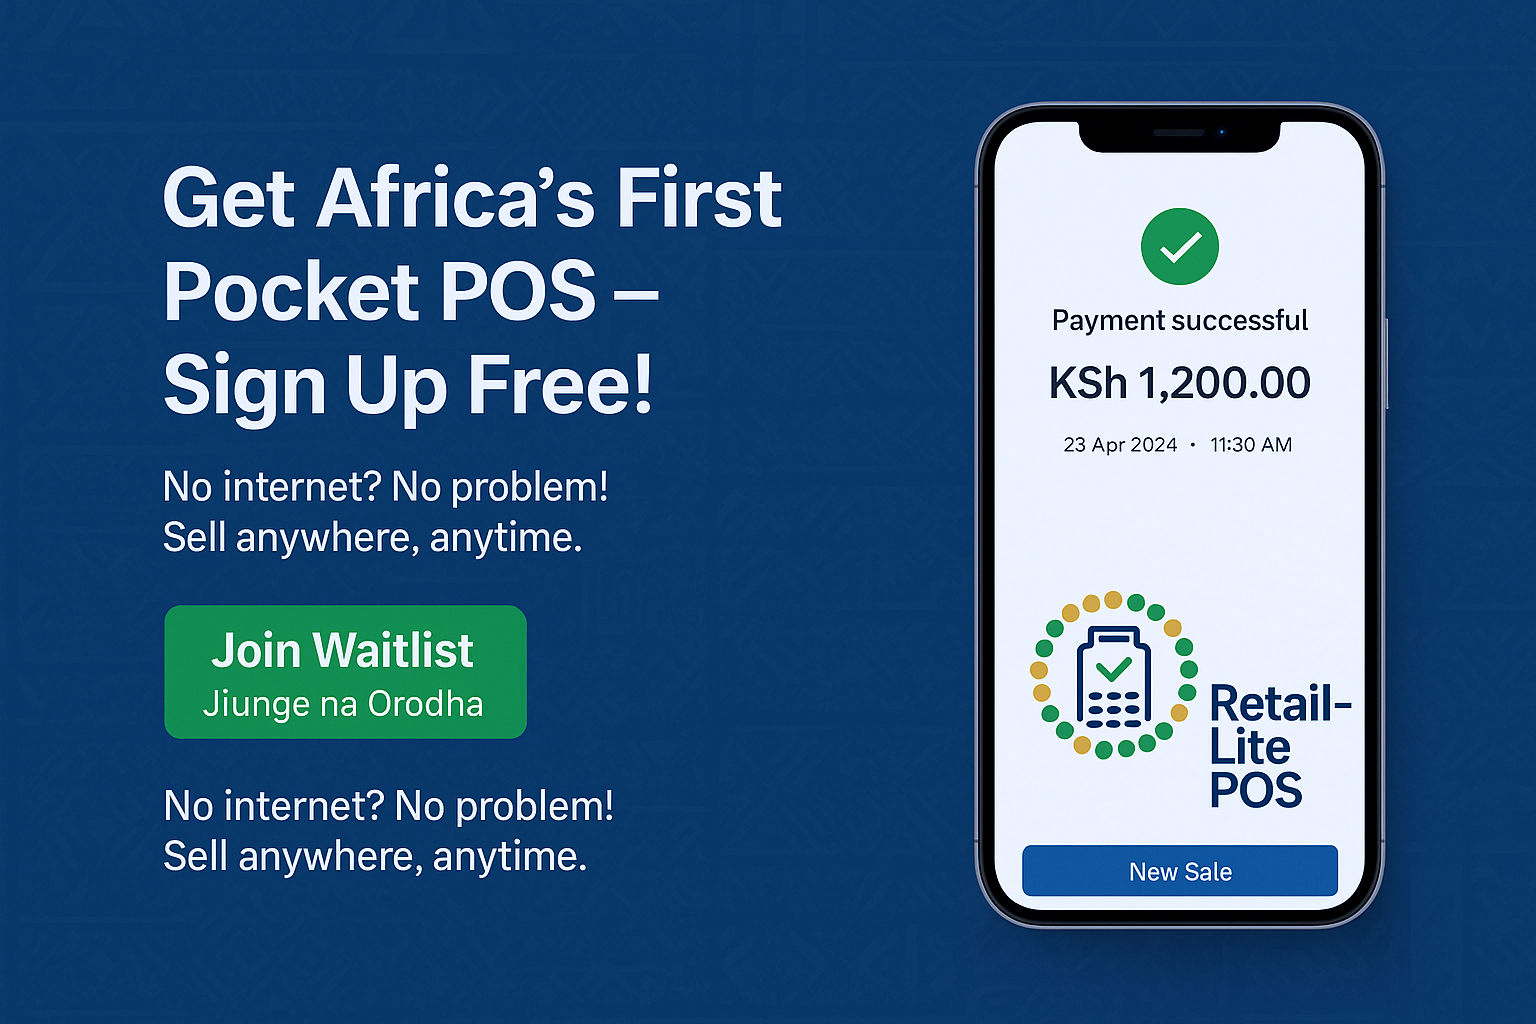 Get Africa’s First
Pocket POS –
Sign Up Free!
No internet? No problem!
Sell anywhere, anytime.
Join Waitlist
Jiunge na Orodha
No internet? No problem!
Sell anywhere, anytime.
Payment successful
KSh 1,200.00
23 Apr 2024 • 11:30 AM
Retail-
Lite
POS
New Sale